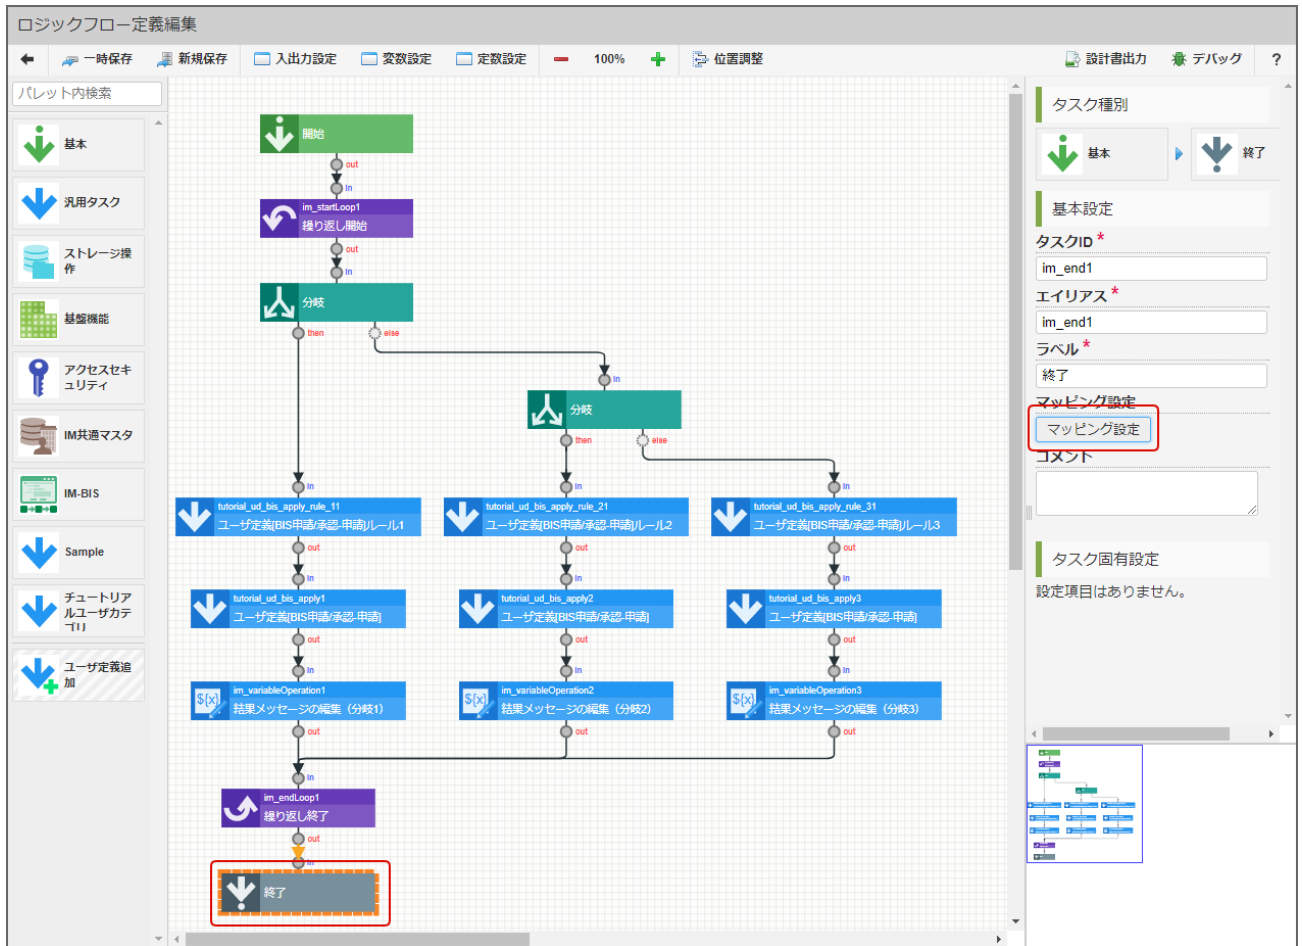 ロジックフロー定義編集
一時保存 新規保存 入出力設定 変数設定 定数設定 100% 位置調整 設計書出力 デバッグ ?
パレット内検索
基本
汎用タスク
ストレージ操
作
基盤機能
アクセスセキ
ュリティ
IM共通マスタ
IM-BIS
Sample
チュートリア
ルユーザカテ
ゴリ
ユーザ定義追
加
開始
out
in
im_startLoop1
繰り返し開始
out
in
分岐
then else
in
分岐
then else
in in in
tutorial_ud_bis_apply_rule_11
ユーザ定義[BIS申請/承認-申請]ルール1
tutorial_ud_bis_apply_rule_21
ユーザ定義[BIS申請/承認-申請]ルール2
tutorial_ud_bis_apply_rule_31
ユーザ定義[BIS申請/承認-申請]ルール3
out out out
in in in
tutorial_ud_bis_apply1
ユーザ定義[BIS申請/承認-申請]
tutorial_ud_bis_apply2
ユーザ定義[BIS申請/承認-申請]
tutorial_ud_bis_apply3
ユーザ定義[BIS申請/承認-申請]
out out out
in in in
${x}
im_variableOperation1
結果メッセージの編集（分岐1）
${x}
im_variableOperation2
結果メッセージの編集（分岐2）
${x}
im_variableOperation3
結果メッセージの編集（分岐3）
out out out
in
im_endLoop1
繰り返し終了
out
in
終了
タスク種別
基本 終了
基本設定
タスクID *
im_end1
エイリアス *
im_end1
ラベル *
終了
マッピング設定
マッピング設定
コメント
タスク固有設定
設定項目はありません。